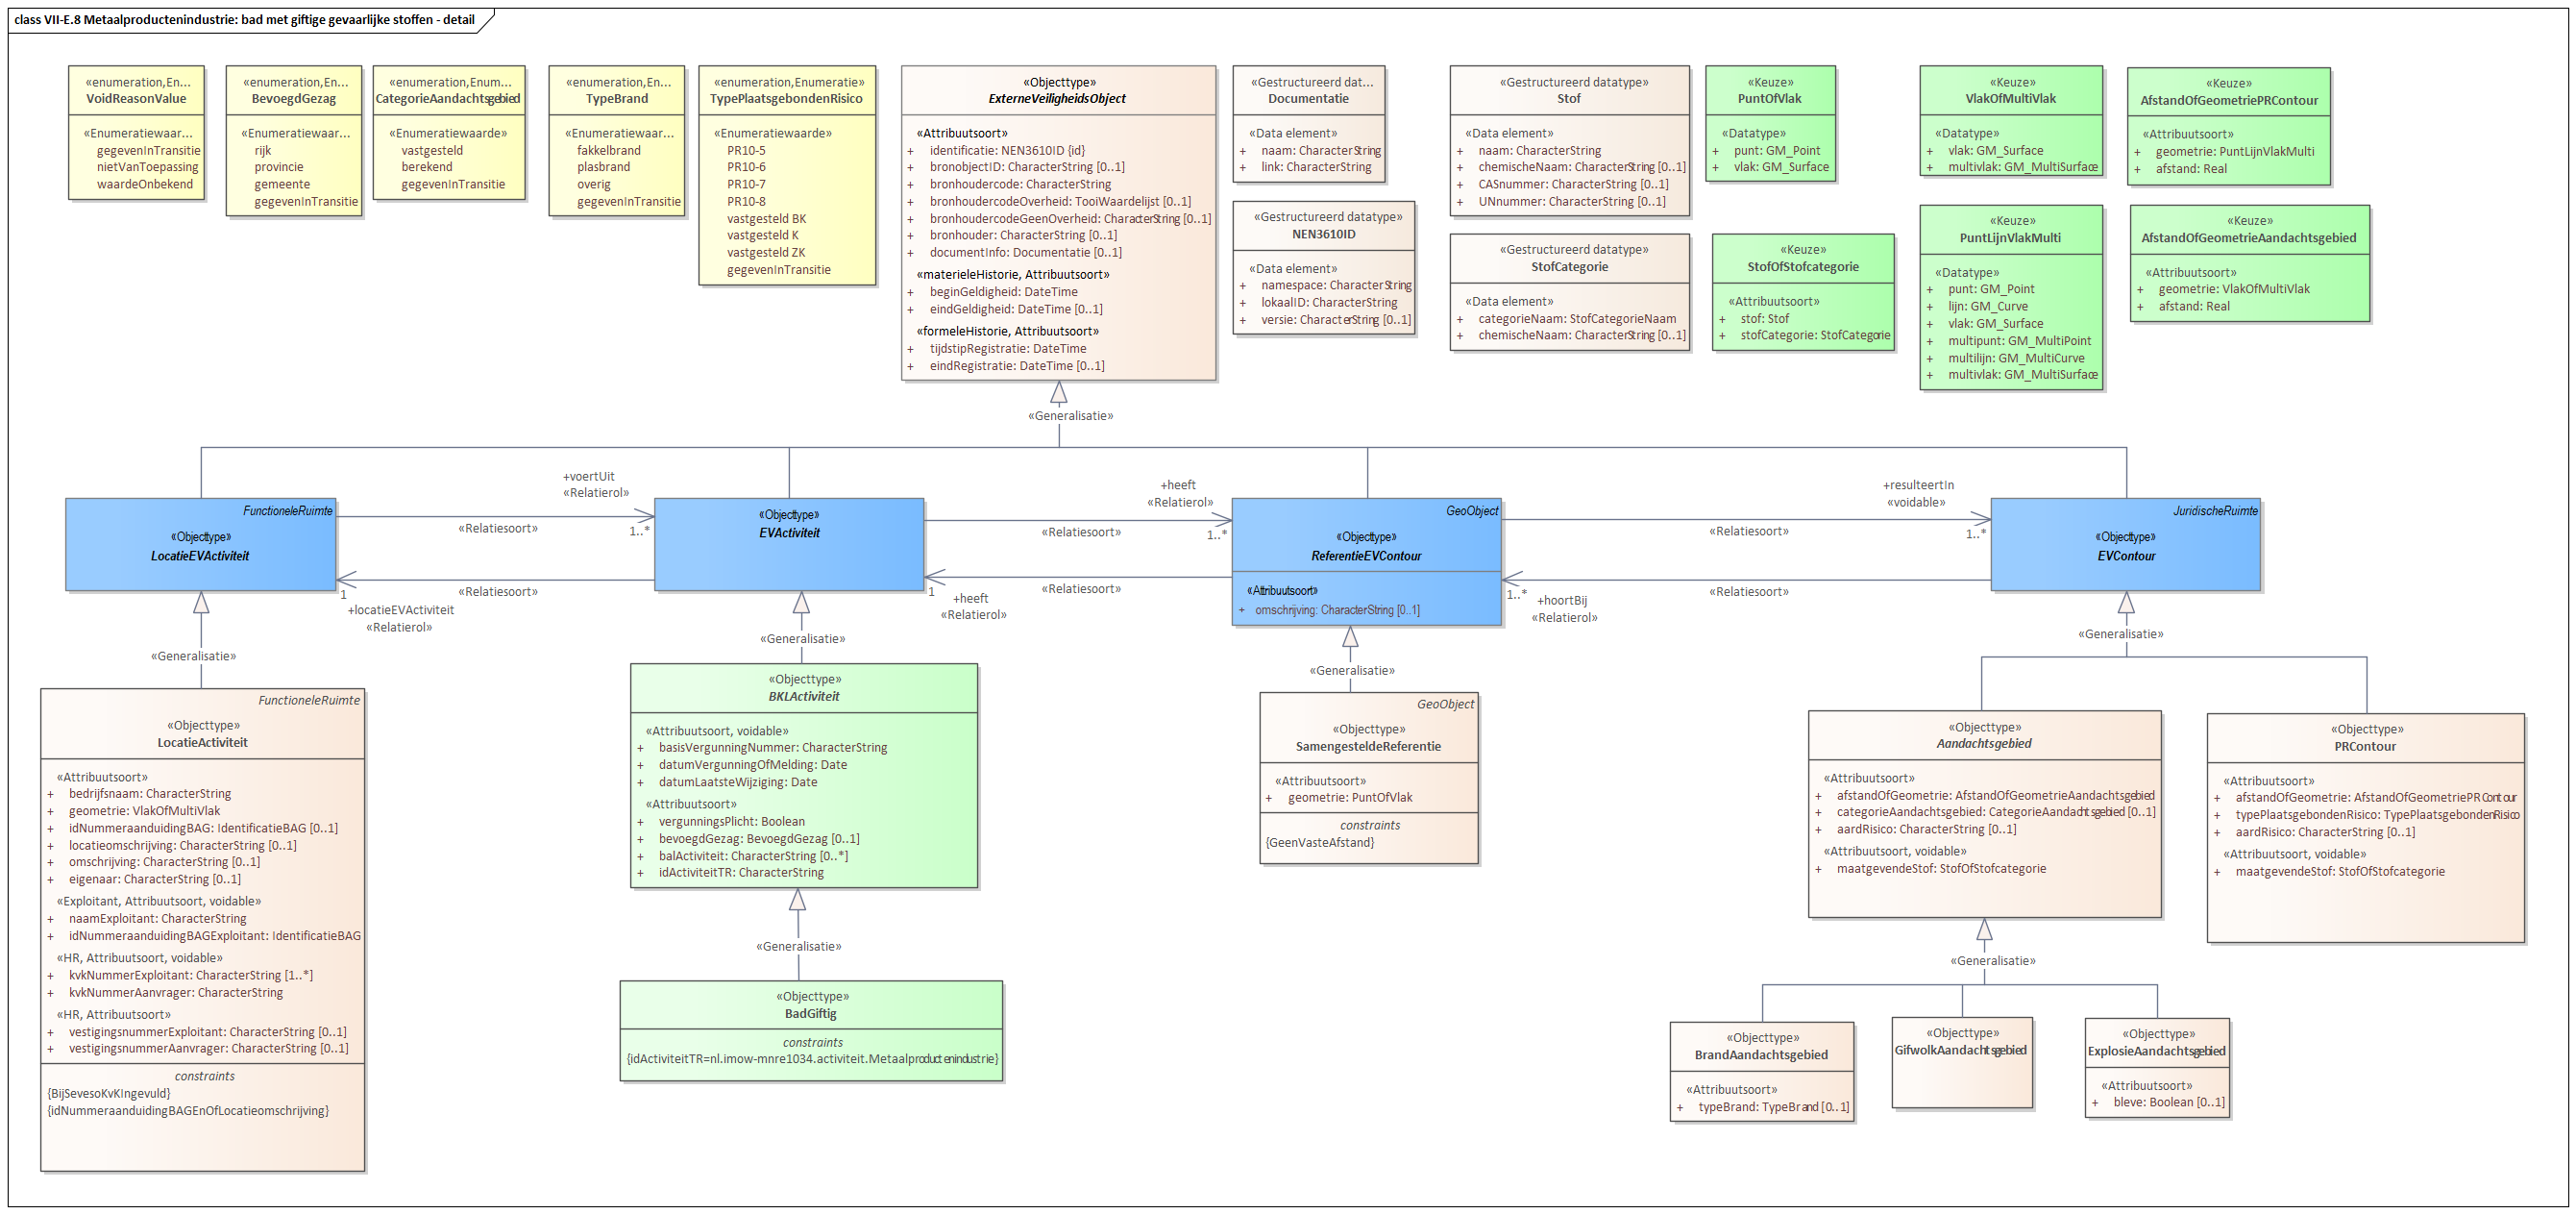 class VII-E.8 Metaalproductenindustrie: bad met giftige gevaarlijke stoffen - detail
«enumeration,En...
VoidReasonValue
«Enumeratiewaar...
gegevenInTransitie
nietVanToepassing
waardeOnbekend
«enumeration,En...
BevoegdGezag
«Enumeratiewaar...
rijk
provincie
gemeente
gegevenInTransitie
«enumeration,Enum...
CategorieAandachtsgebied
«Enumeratiewaarde»
vastgesteld
berekend
gegevenInTransitie
«enumeration,En...
TypeBrand
«Enumeratiewaar...
fakkelbrand
plasbrand
overig
gegevenInTransitie
«enumeration,Enumeratie»
TypePlaatsgebondenRisico
«Enumeratiewaarde»
PR10-5
PR10-6
PR10-7
PR10-8
vastgesteld BK
vastgesteld K
vastgesteld ZK
gegevenInTransitie
«Objecttype»
ExterneVeiligheidsObject
«Attribuutsoort»
+ identificatie: NEN3610ID {id}
+ bronobjectID: CharacterString [0..1]
+ bronhoudercode: CharacterString
+ bronhoudercodeOverheid: TooiWaardelijst [0..1]
+ bronhoudercodeGeenOverheid: CharacterString [0..1]
+ bronhouder: CharacterString [0..1]
+ documentInfo: Documentatie [0..1]
«materieleHistorie, Attribuutsoort»
+ beginGeldigheid: DateTime
+ eindGeldigheid: DateTime [0..1]
«formeleHistorie, Attribuutsoort»
+ tijdstipRegistratie: DateTime
+ eindRegistratie: DateTime [0..1]
«Gestructureerd dat...
Documentatie
«Data element»
+ naam: CharacterString
+ link: CharacterString
«Gestructureerd datatype»
NEN3610ID
«Data element»
+ namespace: CharacterString
+ lokaalID: CharacterString
+ versie: CharacterString [0..1]
«Gestructureerd datatype»
Stof
«Data element»
+ naam: CharacterString
+ chemischeNaam: CharacterString [0..1]
+ CASnummer: CharacterString [0..1]
+ UNnummer: CharacterString [0..1]
«Gestructureerd datatype»
StofCategorie
«Data element»
+ categorieNaam: StofCategorieNaam
+ chemischeNaam: CharacterString [0..1]
«Keuze»
PuntOfVlak
«Datatype»
+ punt: GM_Point
+ vlak: GM_Surface
«Keuze»
StofOfStofcategorie
«Attribuutsoort»
+ stof: Stof
+ stofCategorie: StofCategorie
«Keuze»
VlakOfMultiVlak
«Datatype»
+ vlak: GM_Surface
+ multivlak: GM_MultiSurface
«Keuze»
PuntLijnVlakMulti
«Datatype»
+ punt: GM_Point
+ lijn: GM_Curve
+ vlak: GM_Surface
+ multipunt: GM_MultiPoint
+ multilijn: GM_MultiCurve
+ multivlak: GM_MultiSurface
«Keuze»
AfstandOfGeometriePRContour
«Attribuutsoort»
+ geometrie: PuntLijnVlakMulti
+ afstand: Real
«Keuze»
AfstandOfGeometrieAandachtsgebied
«Attribuutsoort»
+ geometrie: VlakOfMultiVlak
+ afstand: Real
«Generalisatie»
FunctioneleRuimte
«Objecttype»
LocatieEVActiviteit
+voertUit
«Relatierol»
«Relatiesoort»
1..*
«Relatiesoort»
1
+locatieEVActiviteit
«Relatierol»
«Objecttype»
EVActiviteit
+heeft
«Relatierol»
«Relatiesoort»
1..*
«Relatiesoort»
1
+heeft
«Relatierol»
GeoObject
«Objecttype»
ReferentieEVContour
«Attribuutsoort»
+ omschrijving: CharacterString [0..1]
+resulteertIn
«voidable»
«Relatiesoort»
1..*
«Relatiesoort»
1..*
+hoortBij
«Relatierol»
JuridischeRuimte
«Objecttype»
EVContour
«Generalisatie»
«Generalisatie»
«Generalisatie»
«Generalisatie»
FunctioneleRuimte
«Objecttype»
LocatieActiviteit
«Attribuutsoort»
+ bedrijfsnaam: CharacterString
+ geometrie: VlakOfMultiVlak
+ idNummeraanduidingBAG: IdentificatieBAG [0..1]
+ locatieomschrijving: CharacterString [0..1]
+ omschrijving: CharacterString [0..1]
+ eigenaar: CharacterString [0..1]
«Exploitant, Attribuutsoort, voidable»
+ naamExploitant: CharacterString
+ idNummeraanduidingBAGExploitant: IdentificatieBAG
«HR, Attribuutsoort, voidable»
+ kvkNummerExploitant: CharacterString [1..*]
+ kvkNummerAanvrager: CharacterString
«HR, Attribuutsoort»
+ vestigingsnummerExploitant: CharacterString [0..1]
+ vestigingsnummerAanvrager: CharacterString [0..1]
constraints
{BijSevesoKvKIngevuld}
{idNummeraanduidingBAGEnOfLocatieomschrijving}
«Objecttype»
BKLActiviteit
«Attribuutsoort, voidable»
+ basisVergunningNummer: CharacterString
+ datumVergunningOfMelding: Date
+ datumLaatsteWijziging: Date
«Attribuutsoort»
+ vergunningsPlicht: Boolean
+ bevoegdGezag: BevoegdGezag [0..1]
+ balActiviteit: CharacterString [0..*]
+ idActiviteitTR: CharacterString
«Generalisatie»
«Objecttype»
BadGiftig
constraints
{idActiviteitTR=nl.imow-mnre1034.activiteit.Metaalproductenindustrie}
GeoObject
«Objecttype»
SamengesteldeReferentie
«Attribuutsoort»
+ geometrie: PuntOfVlak
constraints
{GeenVasteAfstand}
«Objecttype»
Aandachtsgebied
«Attribuutsoort»
+ afstandOfGeometrie: AfstandOfGeometrieAandachtsgebied
+ categorieAandachtsgebied: CategorieAandachtsgebied [0..1]
+ aardRisico: CharacterString [0..1]
«Attribuutsoort, voidable»
+ maatgevendeStof: StofOfStofcategorie
«Objecttype»
PRContour
«Attribuutsoort»
+ afstandOfGeometrie: AfstandOfGeometriePRContour
+ typePlaatsgebondenRisico: TypePlaatsgebondenRisico
+ aardRisico: CharacterString [0..1]
«Attribuutsoort, voidable»
+ maatgevendeStof: StofOfStofcategorie
«Generalisatie»
«Objecttype»
BrandAandachtsgebied
«Attribuutsoort»
+ typeBrand: TypeBrand [0..1]
«Objecttype»
GifwolkAandachtsgebied
«Objecttype»
ExplosieAandachtsgebied
«Attribuutsoort»
+ bleve: Boolean [0..1]